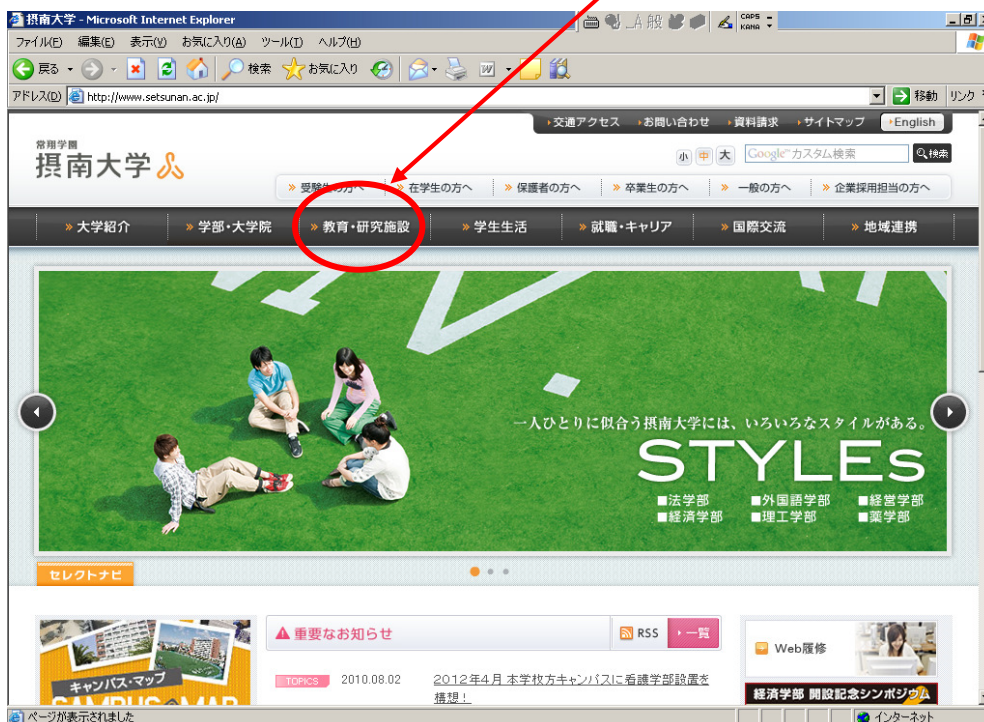 摂南大学 - Microsoft Internet Explorer
A 般
CAPS
KANA
ファイル(F) 編集(E) 表示(V) お気に入り(A) ツール(T) ヘルプ(H)
戻る 検索 お気に入り
アドレス(D) http://www.setsunan.ac.jp/ 移動 リンク
交通アクセス お問い合わせ 資料請求 サイトマップ English
常翔学園
摂南大学
小 中 大 Google™カスタム検索 検索
» 受験生の方へ » 在学生の方へ » 保護者の方へ » 卒業生の方へ » 一般の方へ » 企業採用担当の方へ
» 大学紹介 » 学部・大学院 » 教育・研究施設 » 学生生活 » 就職・キャリア » 国際交流 » 地域連携
一人ひとりに似合う摂南大学には、いろいろなスタイルがある。
STYLEs
■法学部 ■外国語学部 ■経営学部
■経済学部 ■理工学部 ■薬学部
セレクトナビ
重要なお知らせ RSS 一覧
Web履修
キャンパス・マップ
CAMPUS MAP
TOPICS 2010.08.02 2012年4月 本学枚方キャンパスに看護学部設置を
構想!
経済学部 開設記念シンポジウム
ページが表示されました インターネット